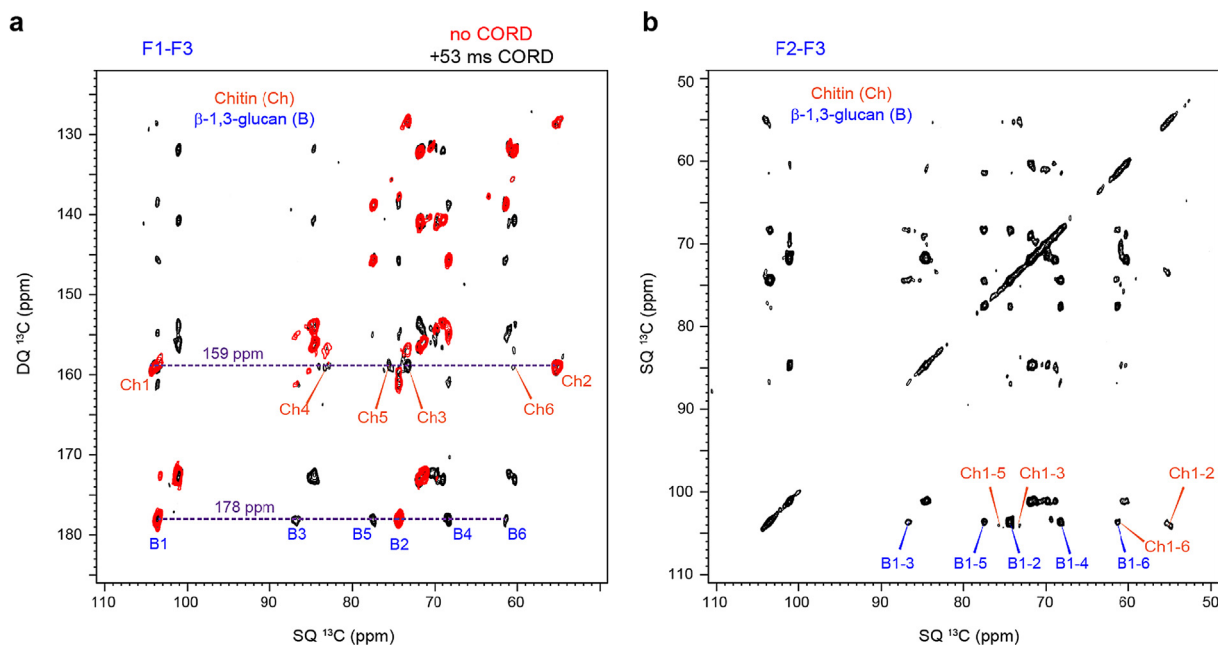 a
F1-F3
no CORD
+53 ms CORD
Chitin (Ch)
β-1,3-glucan (B)
130
140
150
160
170
180
DQ ¹³C (ppm)
159 ppm
Ch1
Ch4
Ch5
Ch3
Ch6
Ch2
178 ppm
B1
B3
B5
B2
B4
B6
110
100
90
80
70
60
SQ ¹³C (ppm)
b
F2-F3
Chitin (Ch)
β-1,3-glucan (B)
50
60
70
80
90
100
110
SQ ¹³C (ppm)
Ch1-5
Ch1-3
Ch1-2
B1-3
B1-5
B1-2
B1-4
B1-6
Ch1-6
110
100
90
80
70
60
50
SQ ¹³C (ppm)